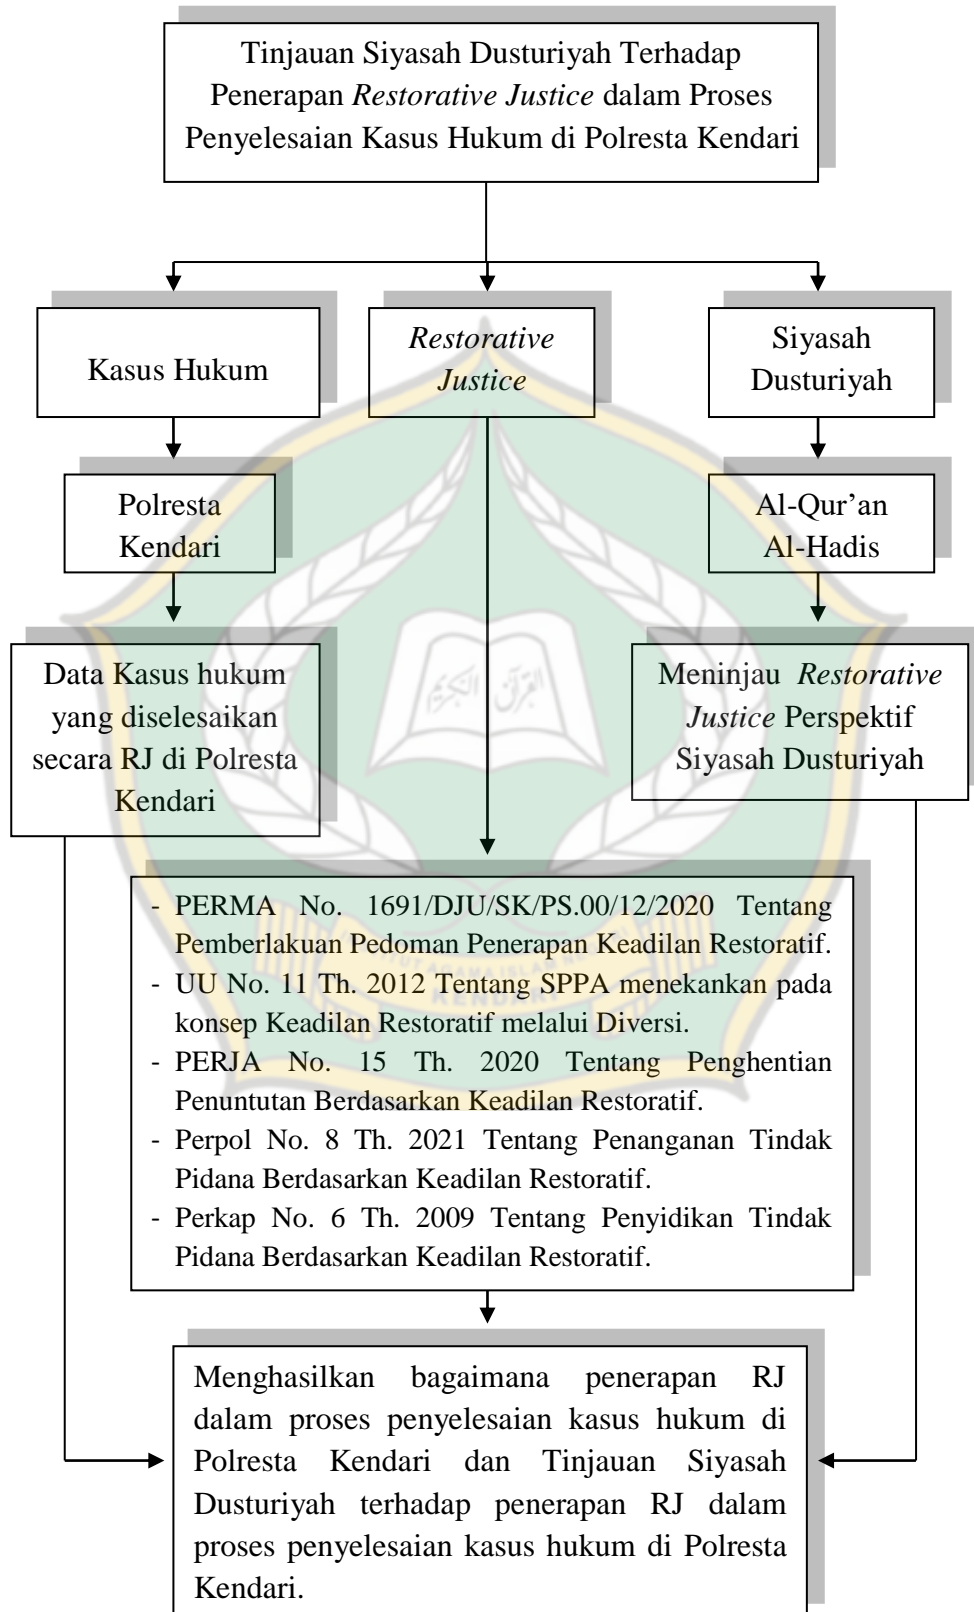 Tinjauan Siyasah Dusturiyah Terhadap
Penerapan Restorative Justice dalam Proses
Penyelesaian Kasus Hukum di Polresta Kendari
Kasus Hukum
Restorative
Justice
Siyasah
Dusturiyah
Polresta
Kendari
Al-Qur’an
Al-Hadis
Data Kasus hukum
yang diselesaikan
secara RJ di Polresta
Kendari
Meninjau Restorative
Justice Perspektif
Siyasah Dusturiyah
القرآن الكريم
- PERMA No. 1691/DJU/SK/PS.00/12/2020 Tentang
Pemberlakuan Pedoman Penerapan Keadilan Restoratif.
- UU No. 11 Th. 2012 Tentang SPPA menekankan pada
konsep Keadilan Restoratif melalui Diversi.
- PERJA No. 15 Th. 2020 Tentang Penghentian
Penuntutan Berdasarkan Keadilan Restoratif.
- Perpol No. 8 Th. 2021 Tentang Penanganan Tindak
Pidana Berdasarkan Keadilan Restoratif.
- Perkap No. 6 Th. 2009 Tentang Penyidikan Tindak
Pidana Berdasarkan Keadilan Restoratif.
AGAMA ISLAM
KENDARI
Menghasilkan bagaimana penerapan RJ
dalam proses penyelesaian kasus hukum di
Polresta Kendari dan Tinjauan Siyasah
Dusturiyah terhadap penerapan RJ dalam
proses penyelesaian kasus hukum di Polresta
Kendari.